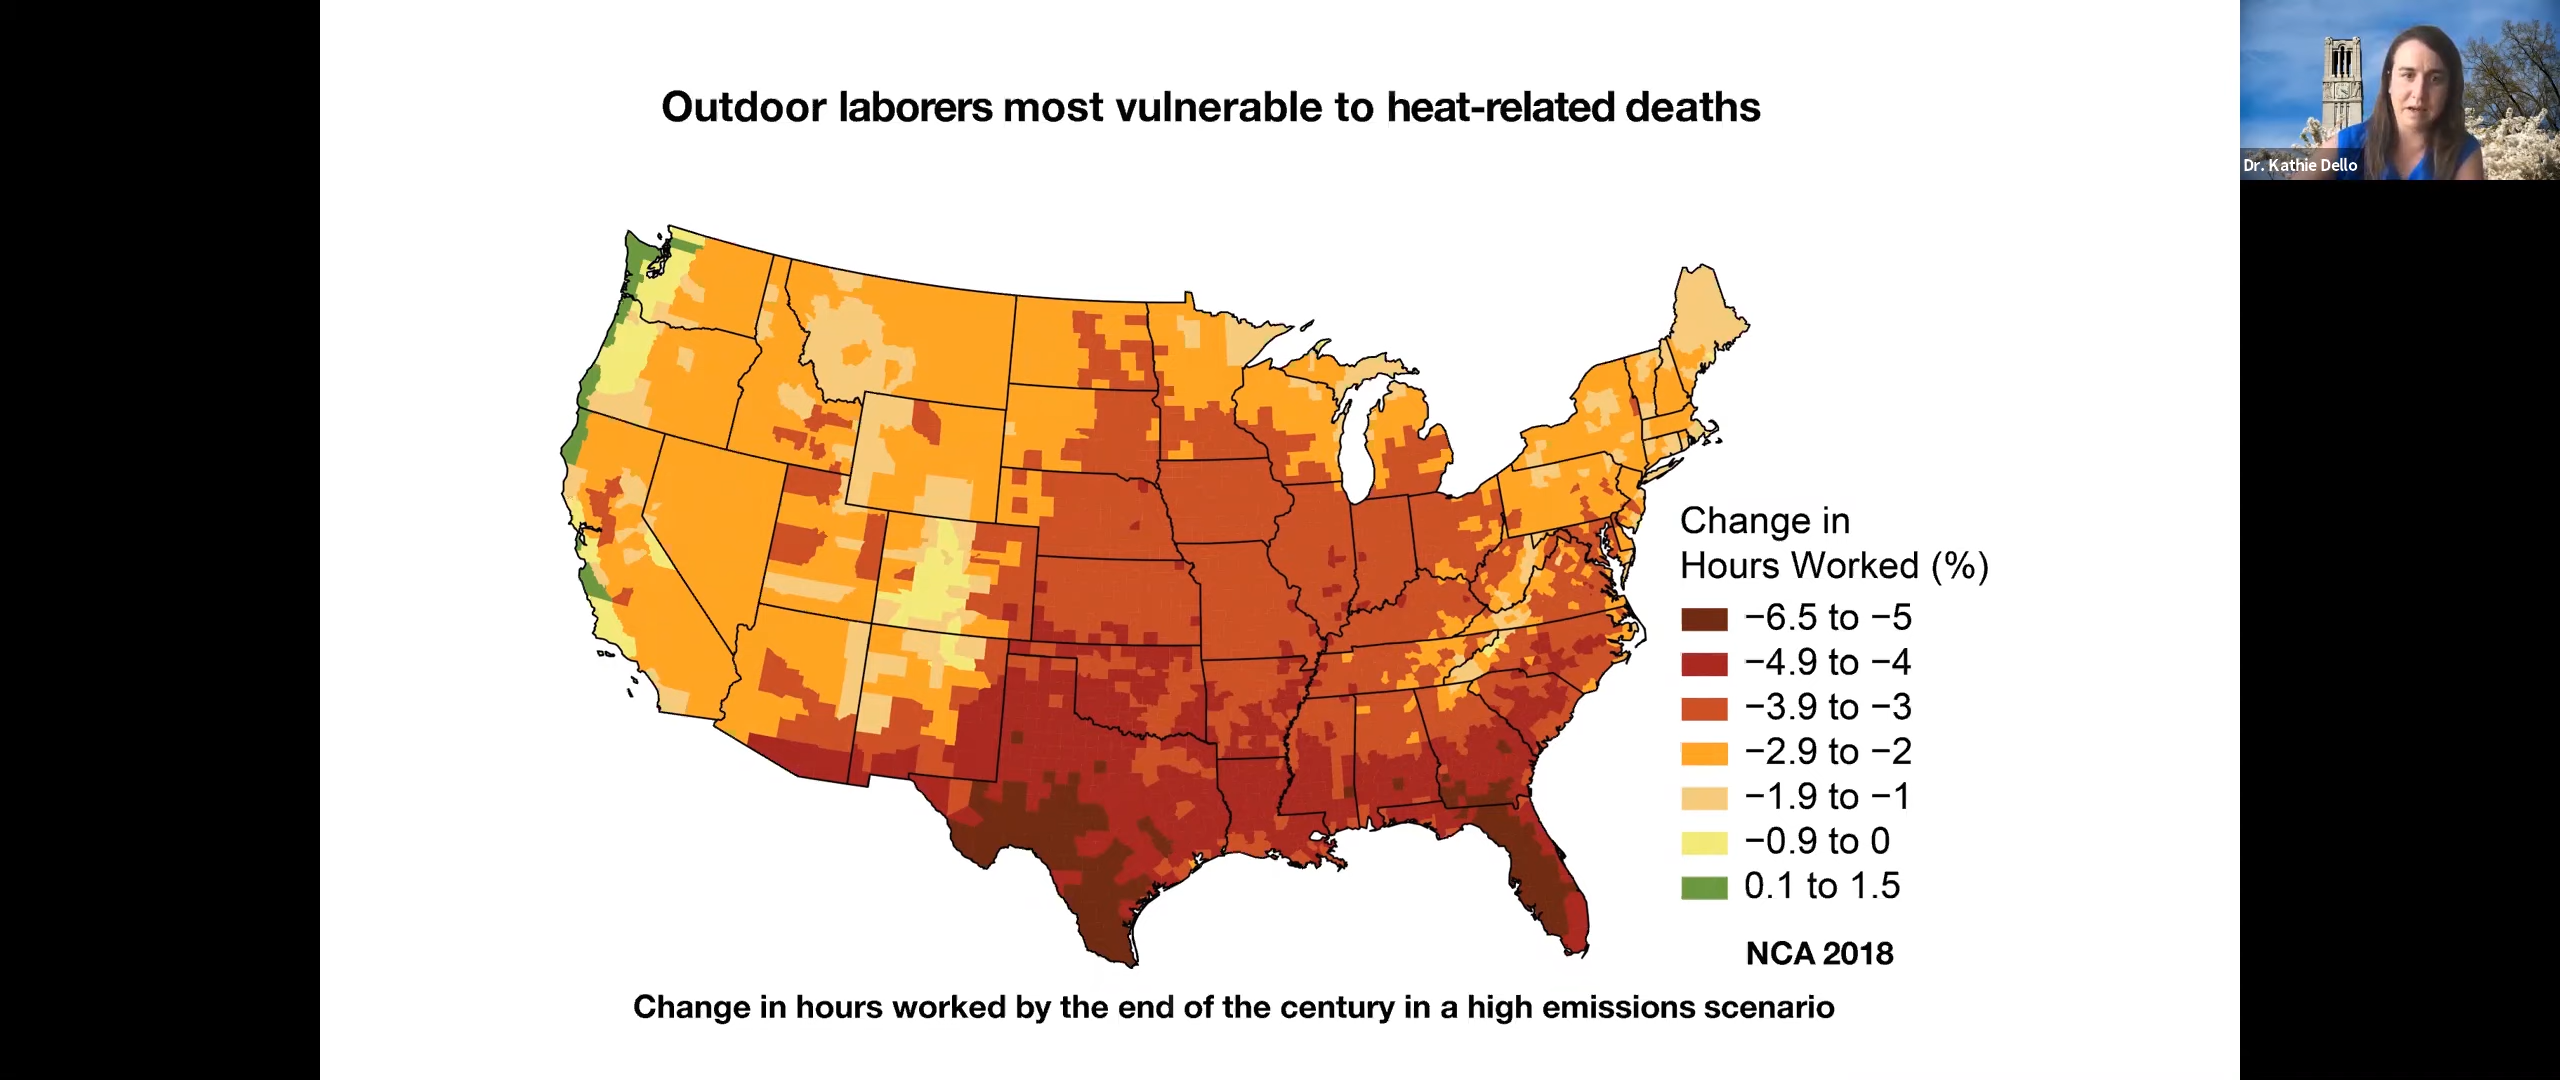 Outdoor laborers most vulnerable to heat-related deaths
Dr. Kathie Dello
Change in
Hours Worked (%)
−6.5 to −5
−4.9 to −4
−3.9 to −3
−2.9 to −2
−1.9 to −1
−0.9 to 0
0.1 to 1.5
NCA 2018
Change in hours worked by the end of the century in a high emissions scenario